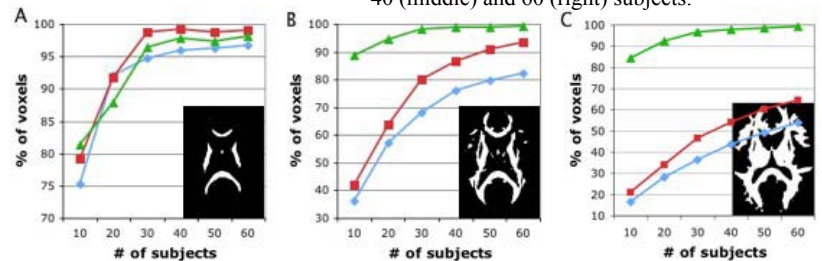 40 (middle) and 60 (right) subjects.
A B C
100 95 90 85 80 75 70
% of voxels
10 20 30 40 50 60
# of subjects
100 90 80 70 60 50 40 30
% of voxels
10 20 30 40 50 60
# of subjects
100 90 80 70 60 50 40 30 20 10
% of voxels
10 20 30 40 50 60
# of subjects